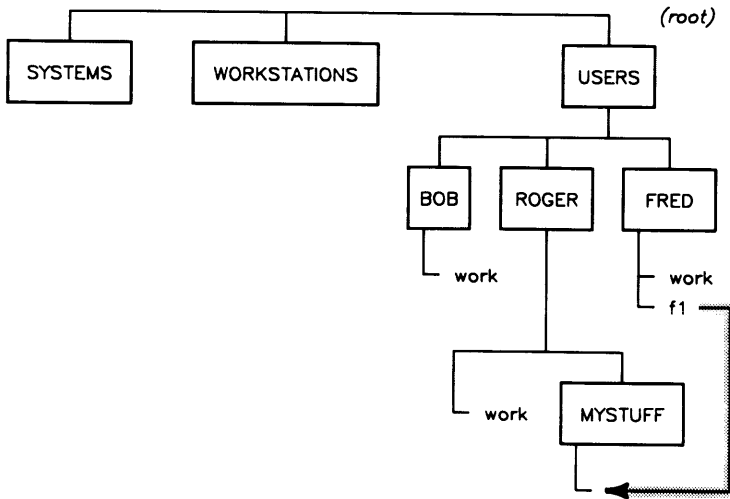 (root)
SYSTEMS WORKSTATIONS USERS
BOB ROGER FRED
work work
f1
work MYSTUFF